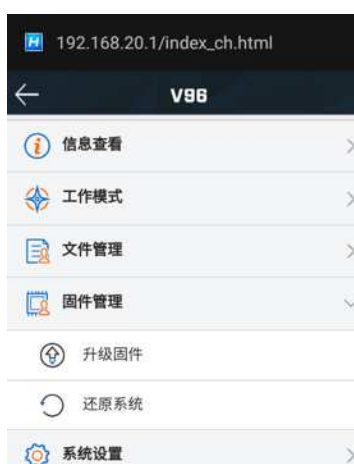 192.168.20.1/index_ch.html
V96
信息查看
工作模式
文件管理
固件管理
升级固件
还原系统
系统设置